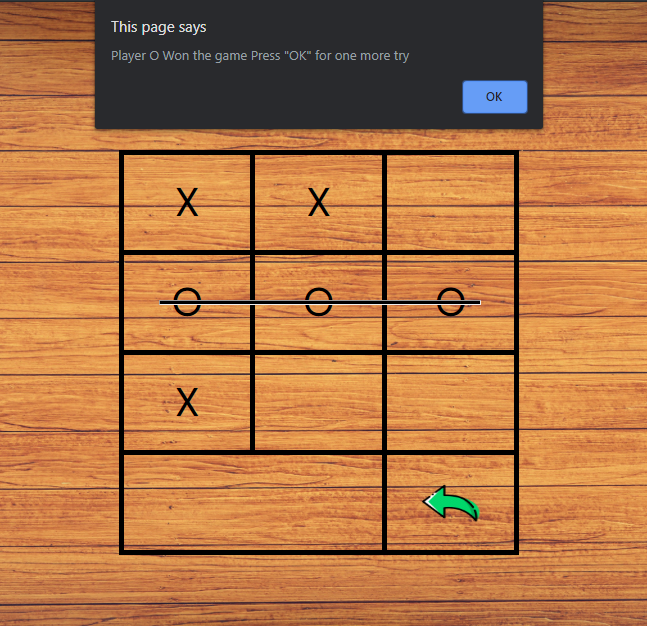 This page says
Player O Won the game Press "OK" for one more try
OK
X X
O O O
X